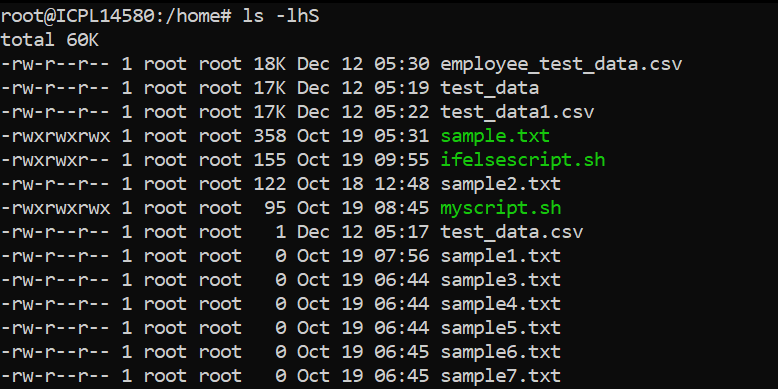 root@ICPL14580:/home# ls -lhS
total 60K
-rw-r--r-- 1 root root 18K Dec 12 05:30 employee_test_data.csv
-rw-r--r-- 1 root root 17K Dec 12 05:19 test_data
-rw-r--r-- 1 root root 17K Dec 12 05:22 test_data1.csv
-rwxrwxrwx 1 root root 358 Oct 19 05:31 sample.txt
-rwxrwxr-- 1 root root 155 Oct 19 09:55 ifelsescript.sh
-rw-r--r-- 1 root root 122 Oct 18 12:48 sample2.txt
-rwxrwxrwx 1 root root  95 Oct 19 08:45 myscript.sh
-rw-r--r-- 1 root root   1 Dec 12 05:17 test_data.csv
-rw-r--r-- 1 root root   0 Oct 19 07:56 sample1.txt
-rw-r--r-- 1 root root   0 Oct 19 06:44 sample3.txt
-rw-r--r-- 1 root root   0 Oct 19 06:44 sample4.txt
-rw-r--r-- 1 root root   0 Oct 19 06:44 sample5.txt
-rw-r--r-- 1 root root   0 Oct 19 06:45 sample6.txt
-rw-r--r-- 1 root root   0 Oct 19 06:45 sample7.txt